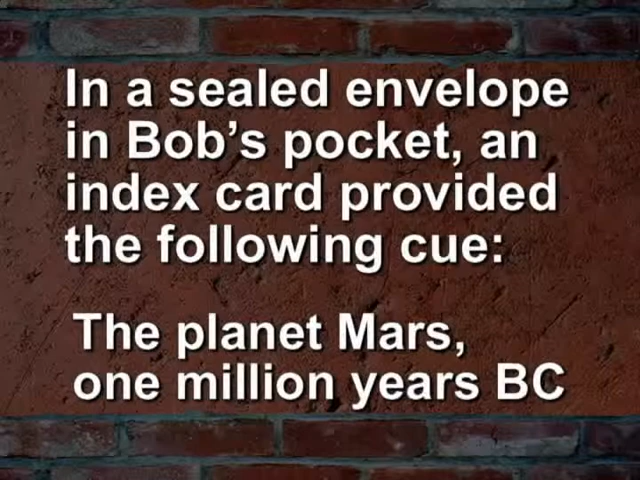 In a sealed envelope
in Bob's pocket, an
index card provided
the following cue:
The planet Mars,
one million years BC